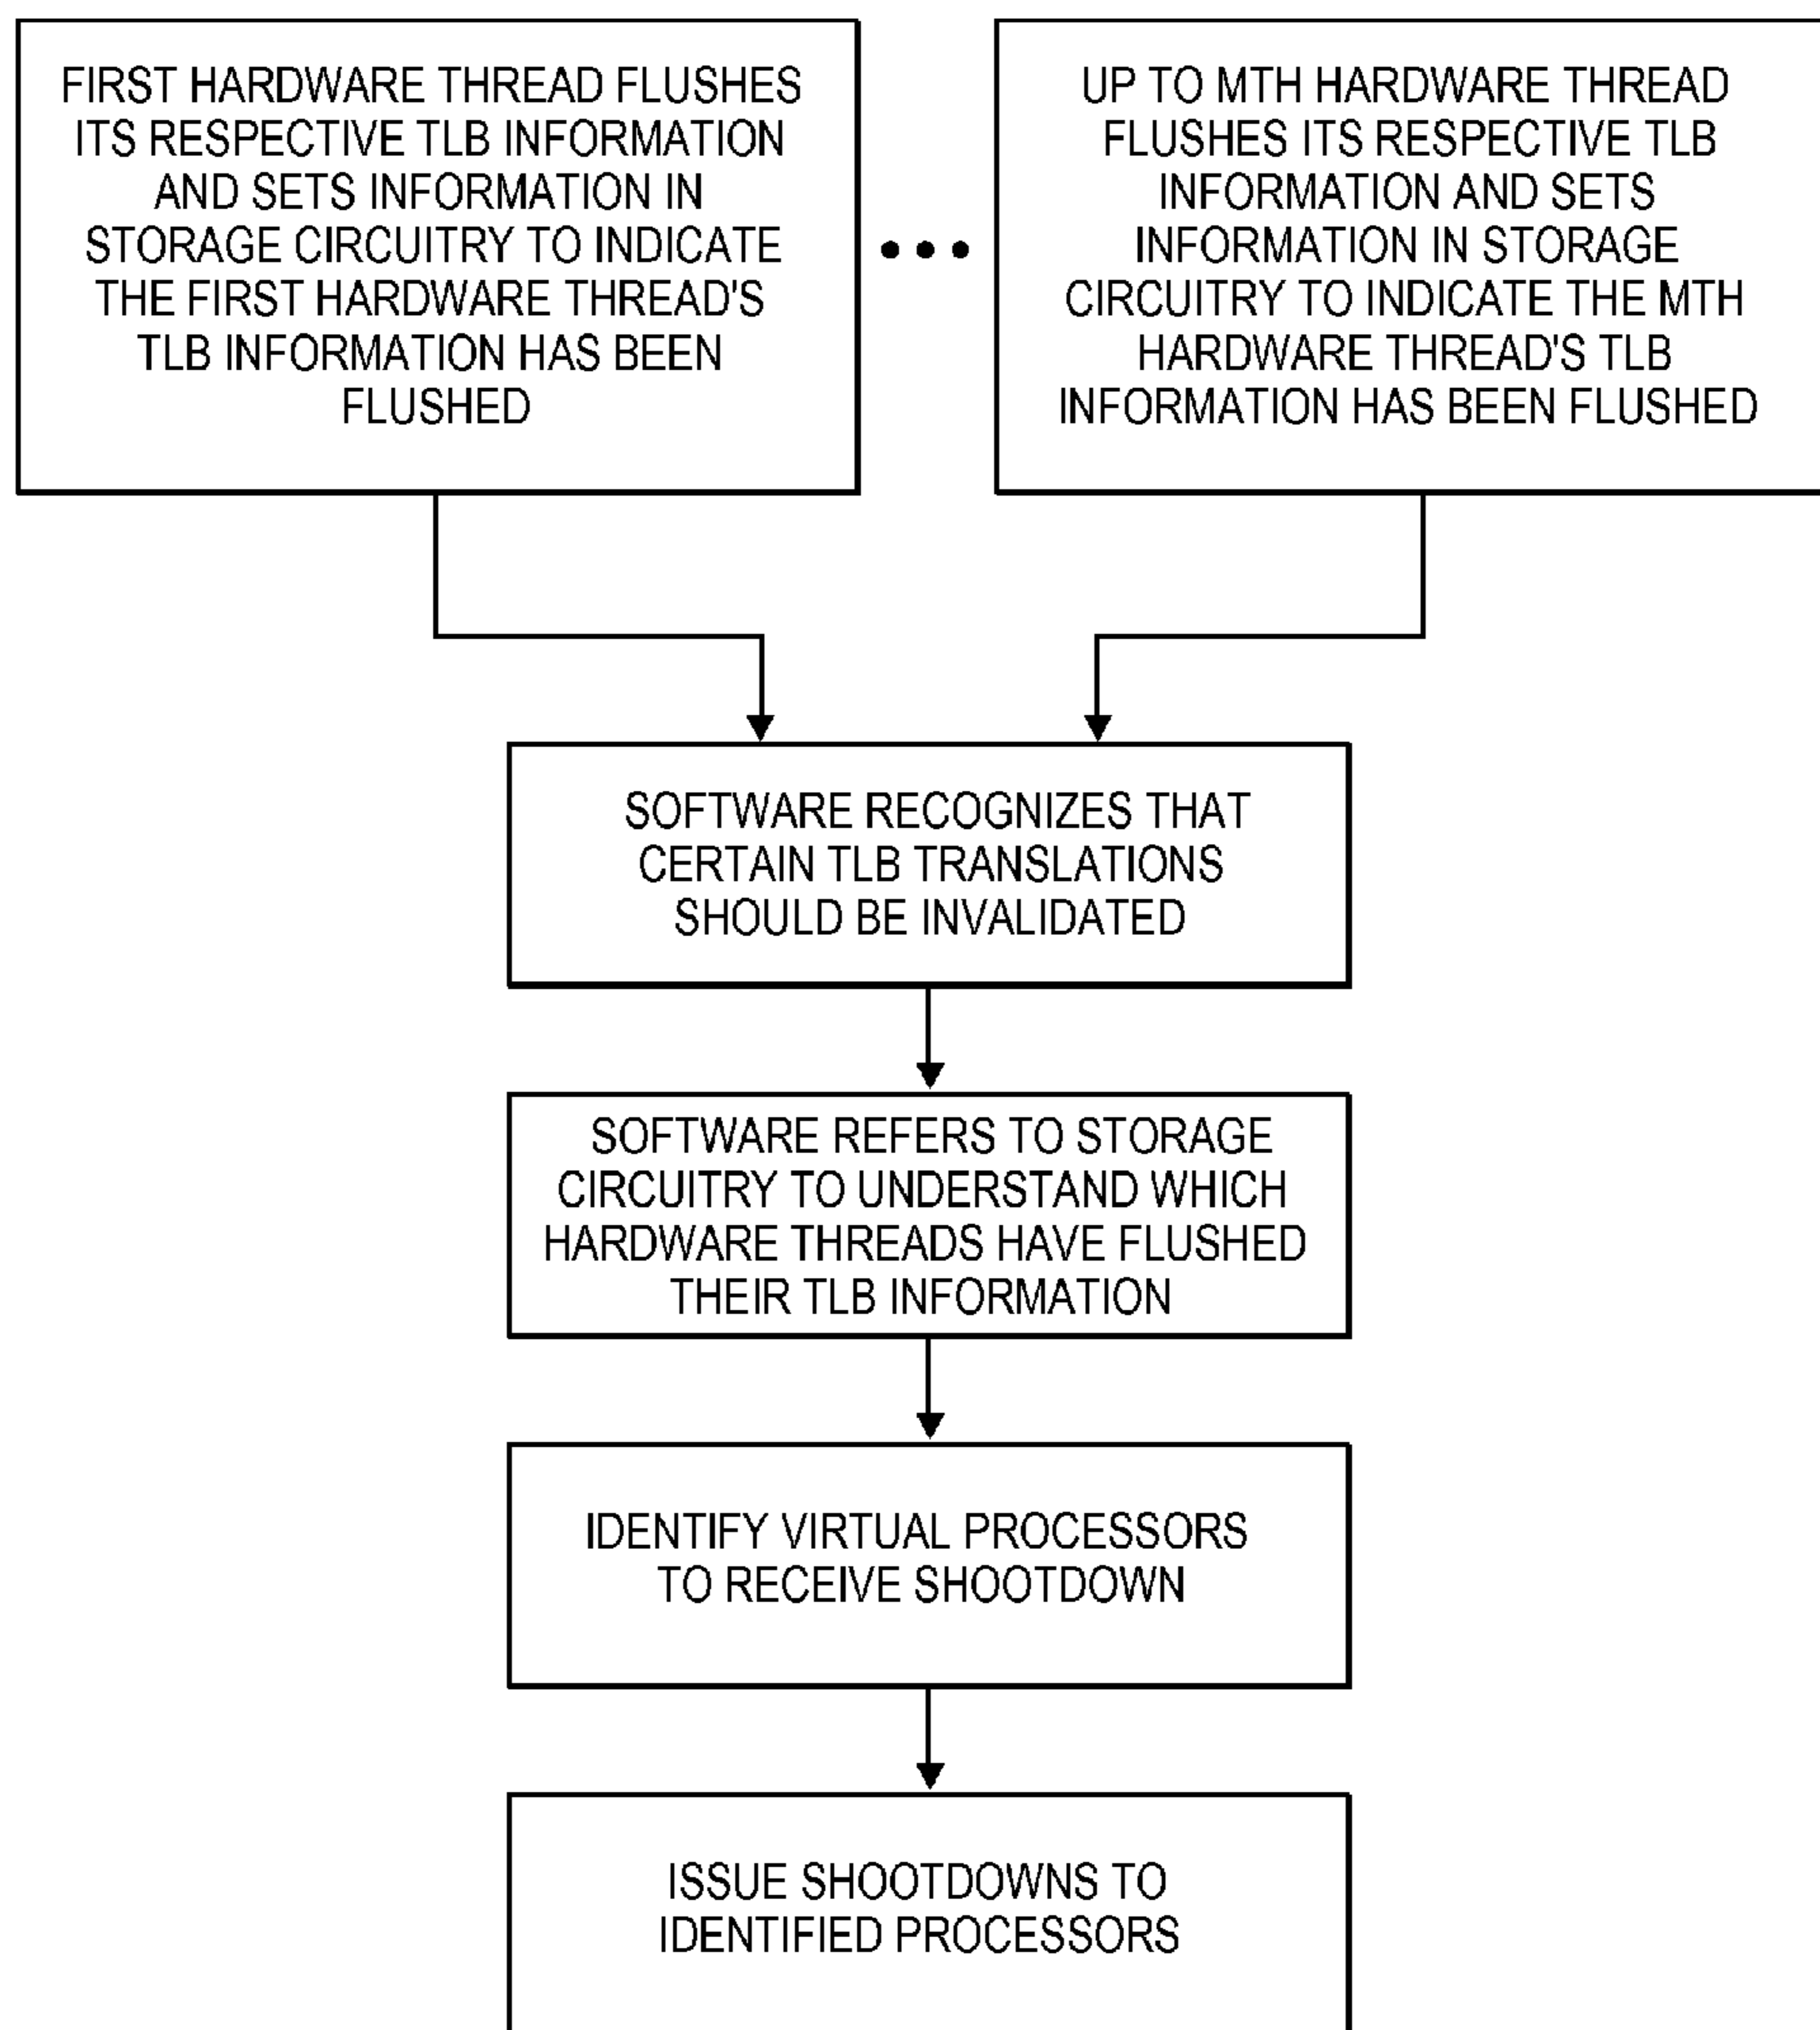 FIRST HARDWARE THREAD FLUSHES
ITS RESPECTIVE TLB INFORMATION
AND SETS INFORMATION IN
STORAGE CIRCUITRY TO INDICATE
THE FIRST HARDWARE THREAD'S
TLB INFORMATION HAS BEEN
FLUSHED
UP TO MTH HARDWARE THREAD
FLUSHES ITS RESPECTIVE TLB
INFORMATION AND SETS
INFORMATION IN STORAGE
CIRCUITRY TO INDICATE THE MTH
HARDWARE THREAD'S TLB
INFORMATION HAS BEEN FLUSHED
SOFTWARE RECOGNIZES THAT
CERTAIN TLB TRANSLATIONS
SHOULD BE INVALIDATED
SOFTWARE REFERS TO STORAGE
CIRCUITRY TO UNDERSTAND WHICH
HARDWARE THREADS HAVE FLUSHED
THEIR TLB INFORMATION
IDENTIFY VIRTUAL PROCESSORS
TO RECEIVE SHOOTDOWN
ISSUE SHOOTDOWNS TO
IDENTIFIED PROCESSORS